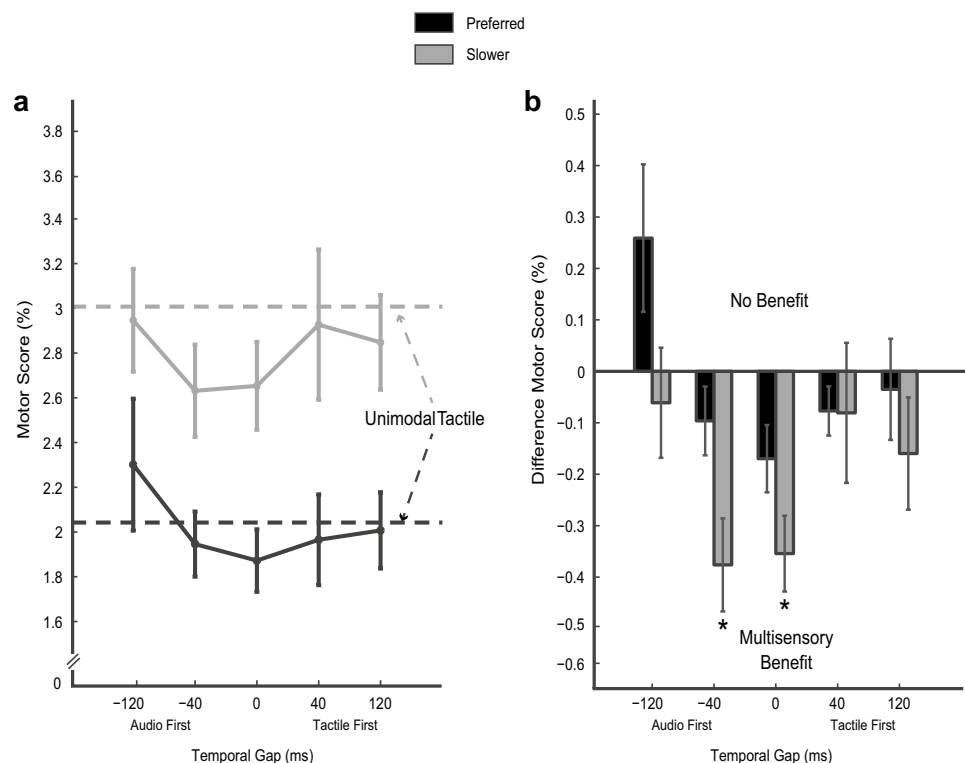 Preferred
Slower
a
3.8
3.6
3.4
3.2
3
2.8
2.6
2.4
2.2
2
1.8
1.6
0
Motor Score (%)
Unimodal Tactile
−120
−40
0
40
120
Audio First
Tactile First
Temporal Gap (ms)
b
0.5
0.4
0.3
0.2
0.1
0
−0.1
−0.2
−0.3
−0.4
−0.5
−0.6
Difference Motor Score (%)
No Benefit
*
*
Multisensory
Benefit
−120
−40
0
40
120
Audio First
Tactile First
Temporal Gap (ms)